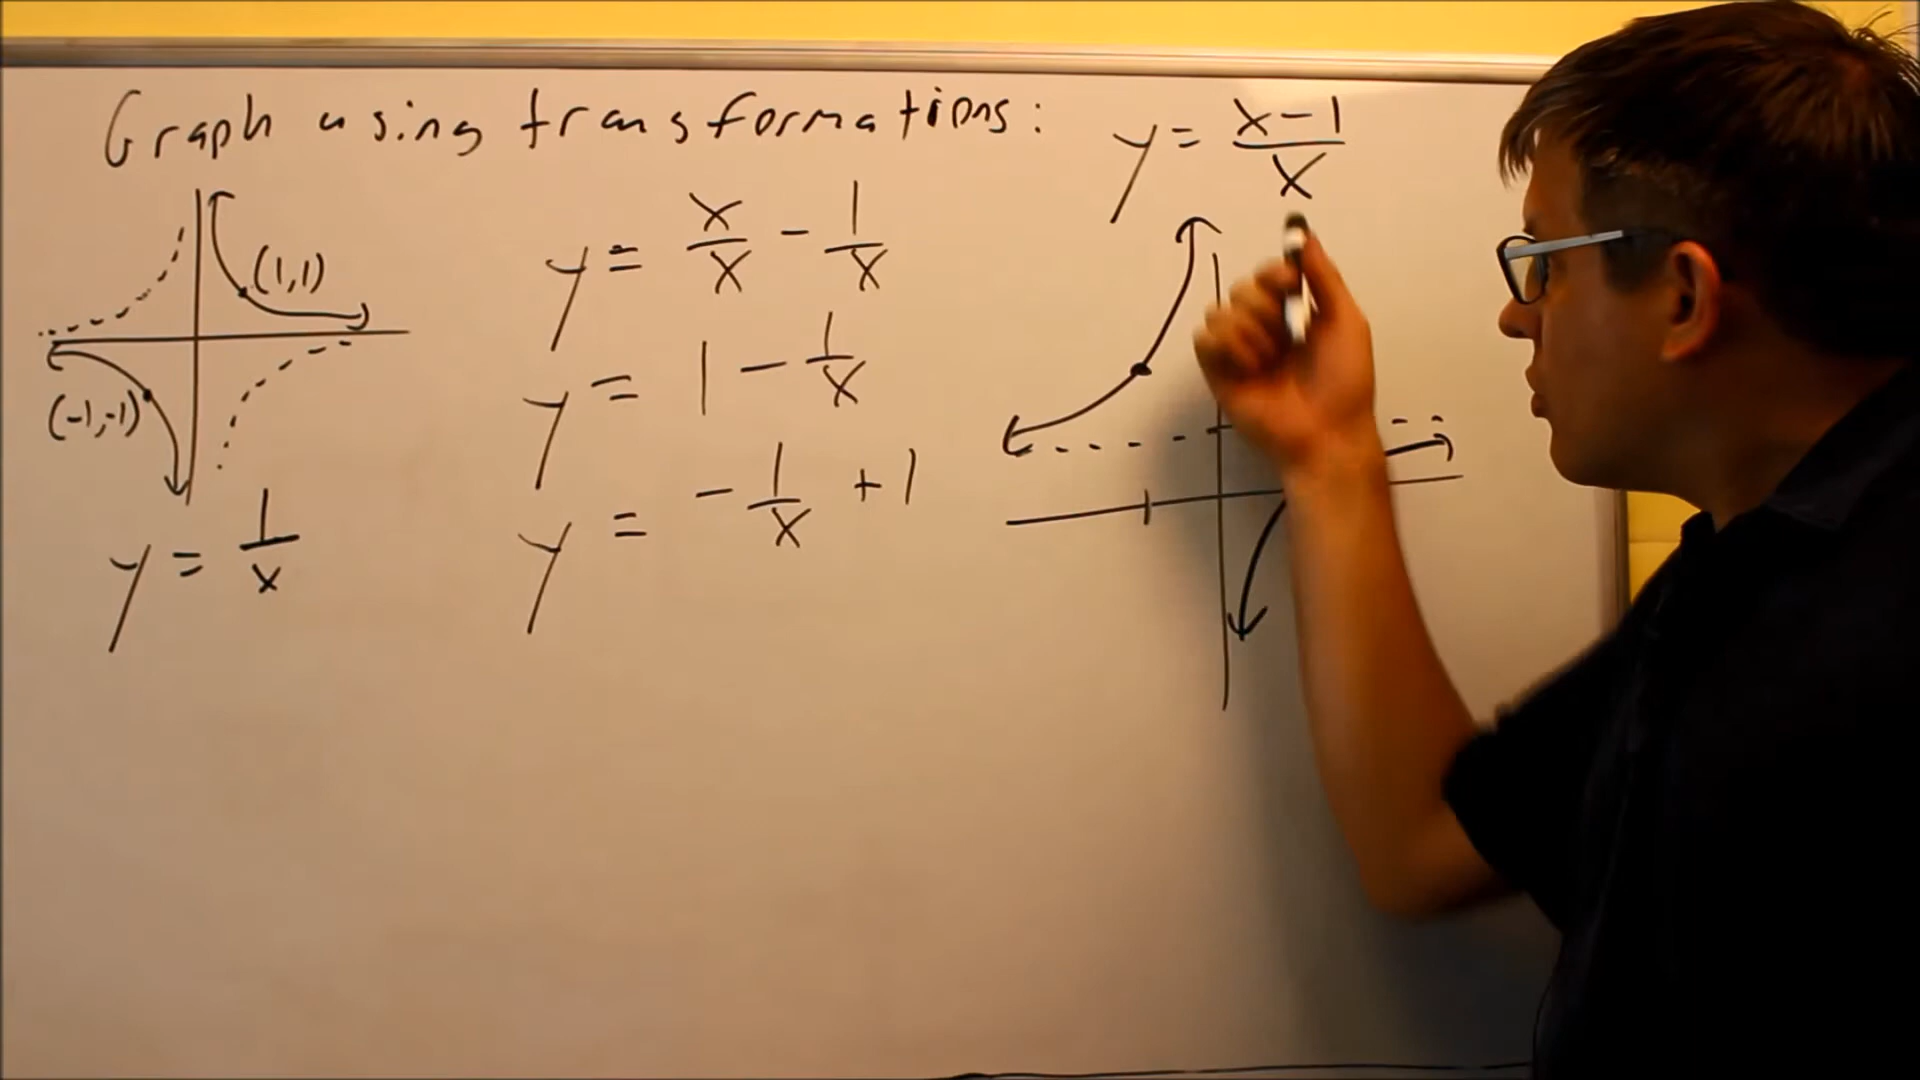 Graph using transformations: y = x-1/x
(1,1)
(-1,-1)
y = 1/x
y = x/x - 1/x
y = 1 - 1/x
y = -1/x + 1